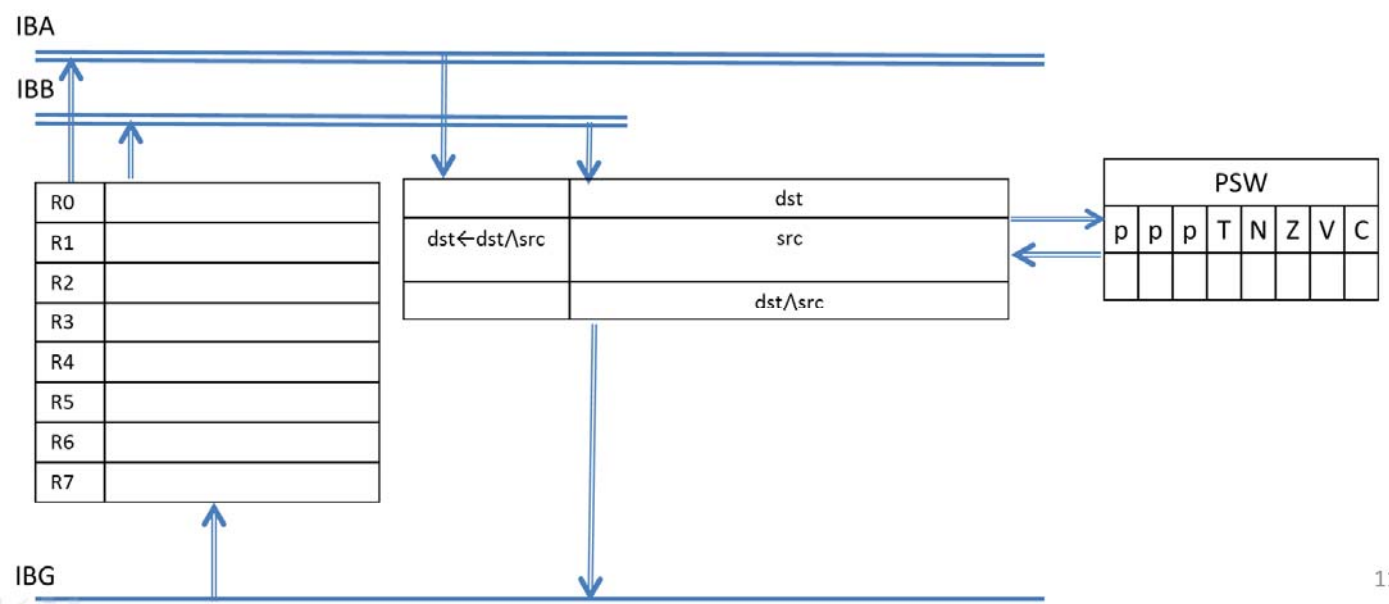 IBA
IBB
R0
R1
R2
R3
R4
R5
R6
R7
dst
dst←dst/\src
src
dst/\src
PSW
p p p T N Z V C
IBG